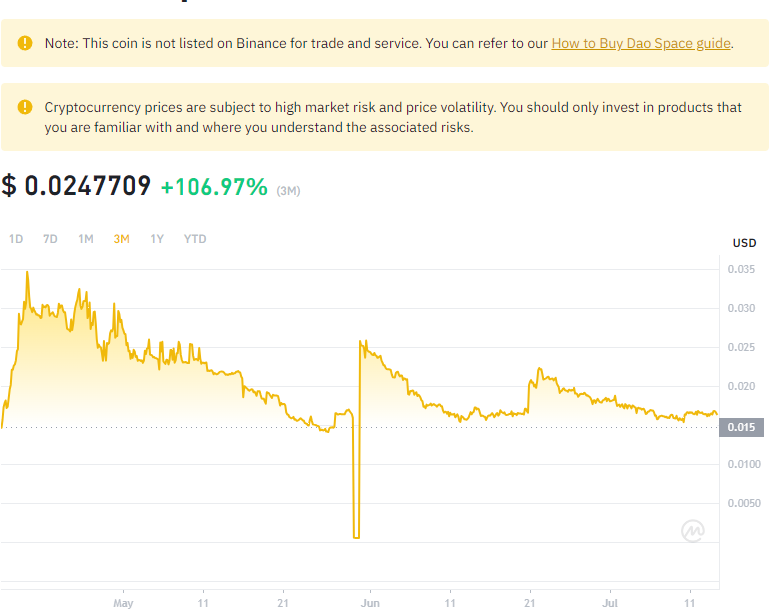 Note: This coin is not listed on Binance for trade and service. You can refer to our How to Buy Dao Space guide.
Cryptocurrency prices are subject to high market risk and price volatility. You should only invest in products that
you are familiar with and where you understand the associated risks.
$ 0.0247709 +106.97% (3M)
1D 7D 1M 3M 1Y YTD
USD
0.035
0.030
0.025
0.020
0.015
0.0100
0.0050
May 11 21 Jun 11 21 Jul 11